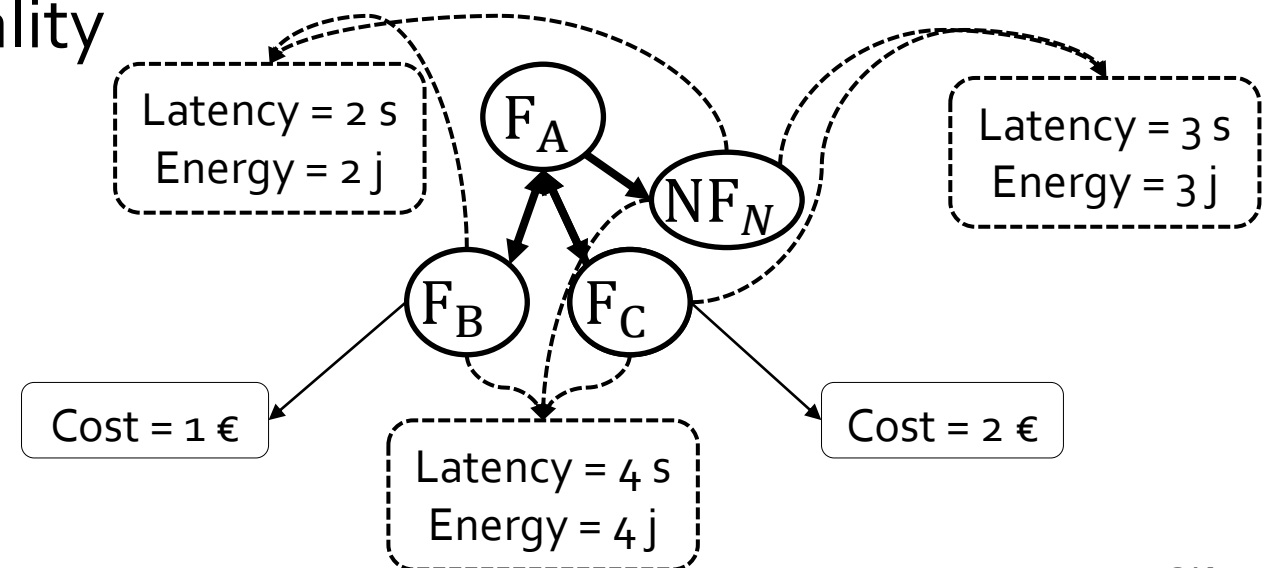 ality
Latency = 2 s
Energy = 2 j
F_A
NF_N
Latency = 3 s
Energy = 3 j
F_B
F_C
Cost = 1 €
Cost = 2 €
Latency = 4 s
Energy = 4 j